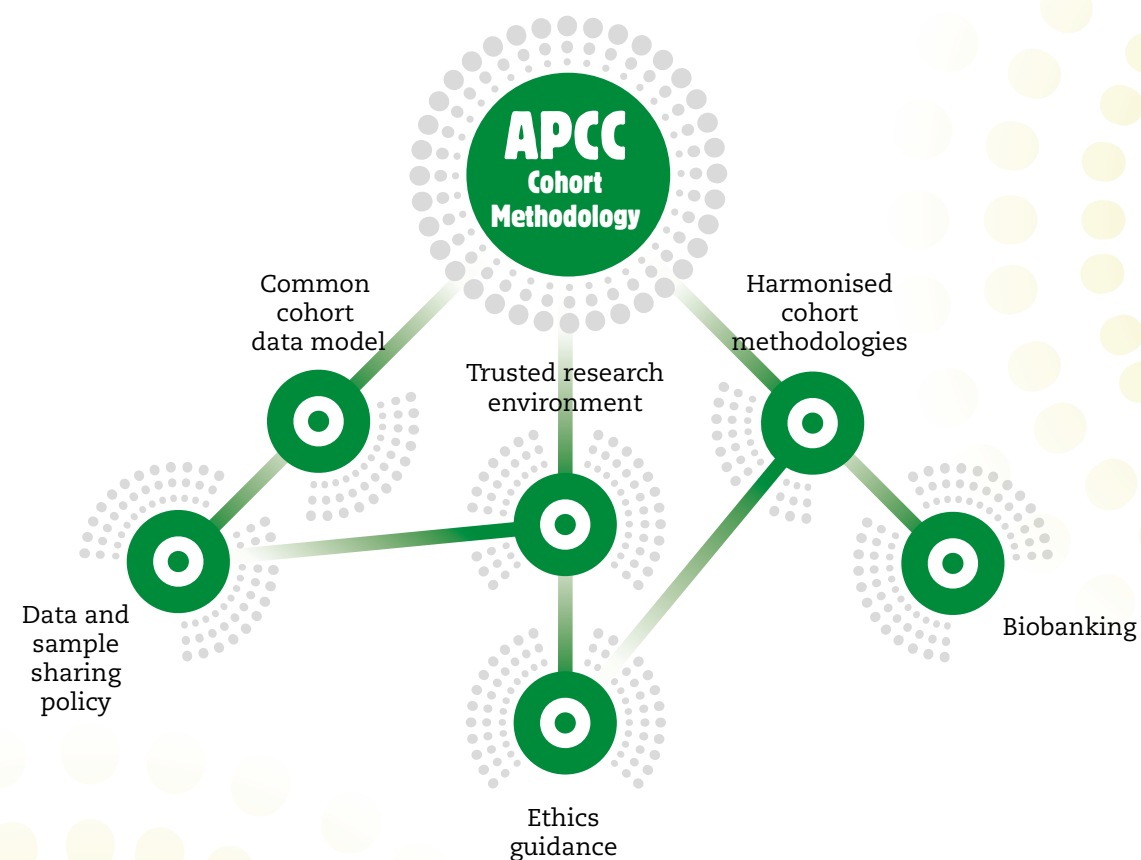 APCC
Cohort
Methodology
Common
cohort
data model
Harmonised
cohort
methodologies
Trusted research
environment
Data and
sample
sharing
policy
Biobanking
Ethics
guidance